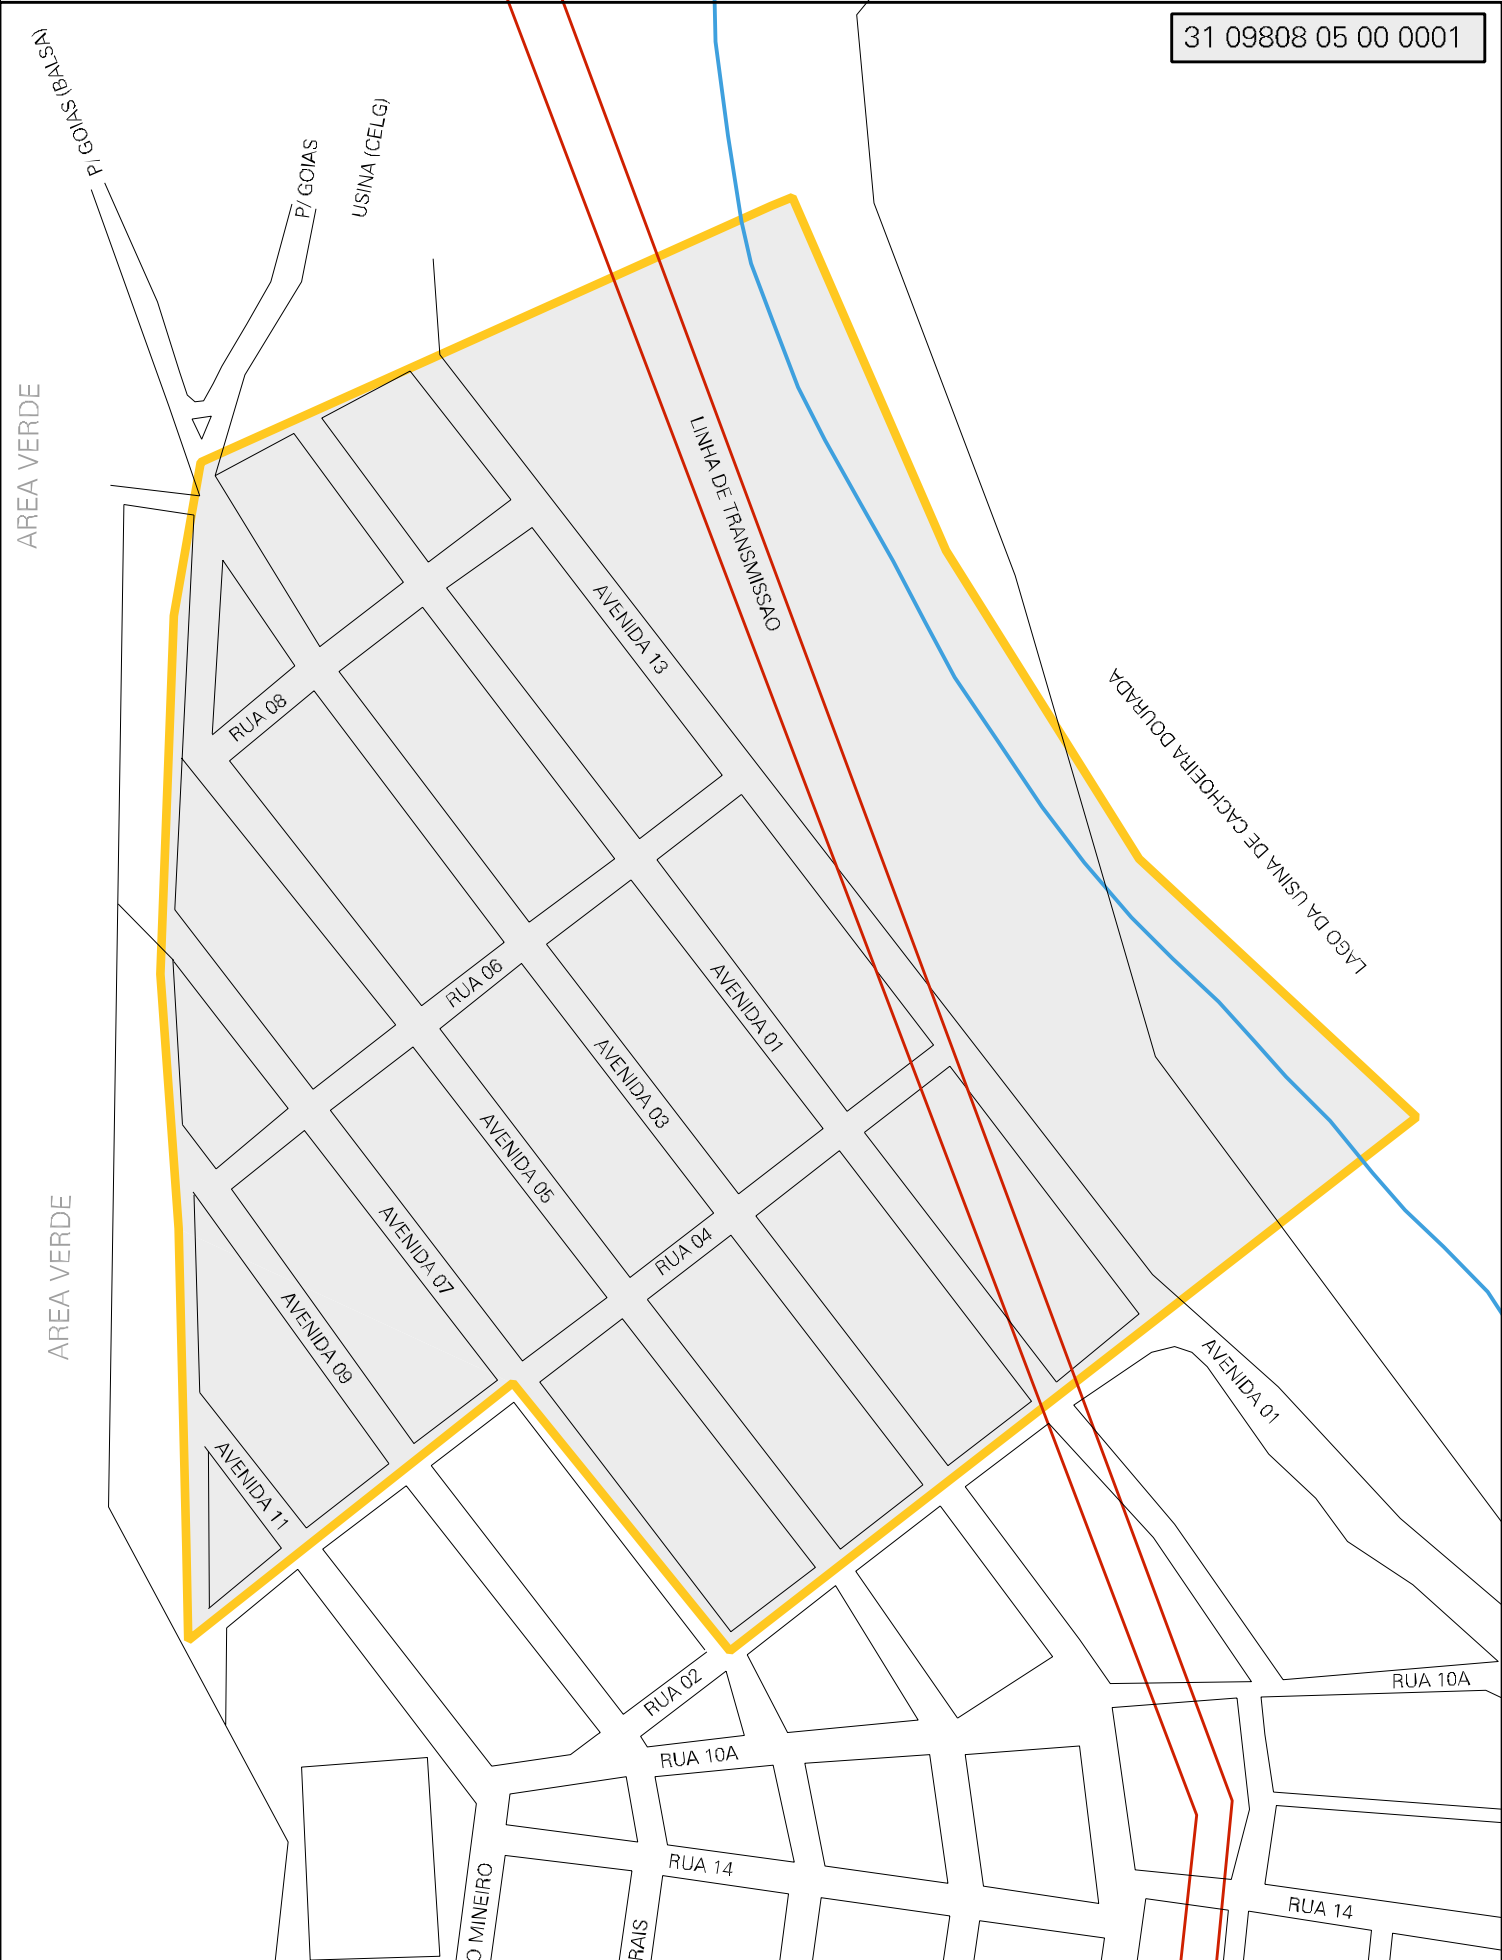 31 09808 05 00 0001
P/ GOIAS (BALSA)
P/ GOIAS
USINA (CELG)
AREA VERDE
LINHA DE TRANSMISSAO
AVENIDA 13
RUA 08
LAGO DA USINA DE CACHOEIRA DOURADA
RUA 06
AVENIDA 01
AVENIDA 03
AVENIDA 05
AREA VERDE
AVENIDA 07
RUA 04
AVENIDA 09
AVENIDA 01
AVENIDA 11
RUA 02
RUA 10A
RUA 10A
RUA 14
O MINEIRO
RAIS
RUA 14